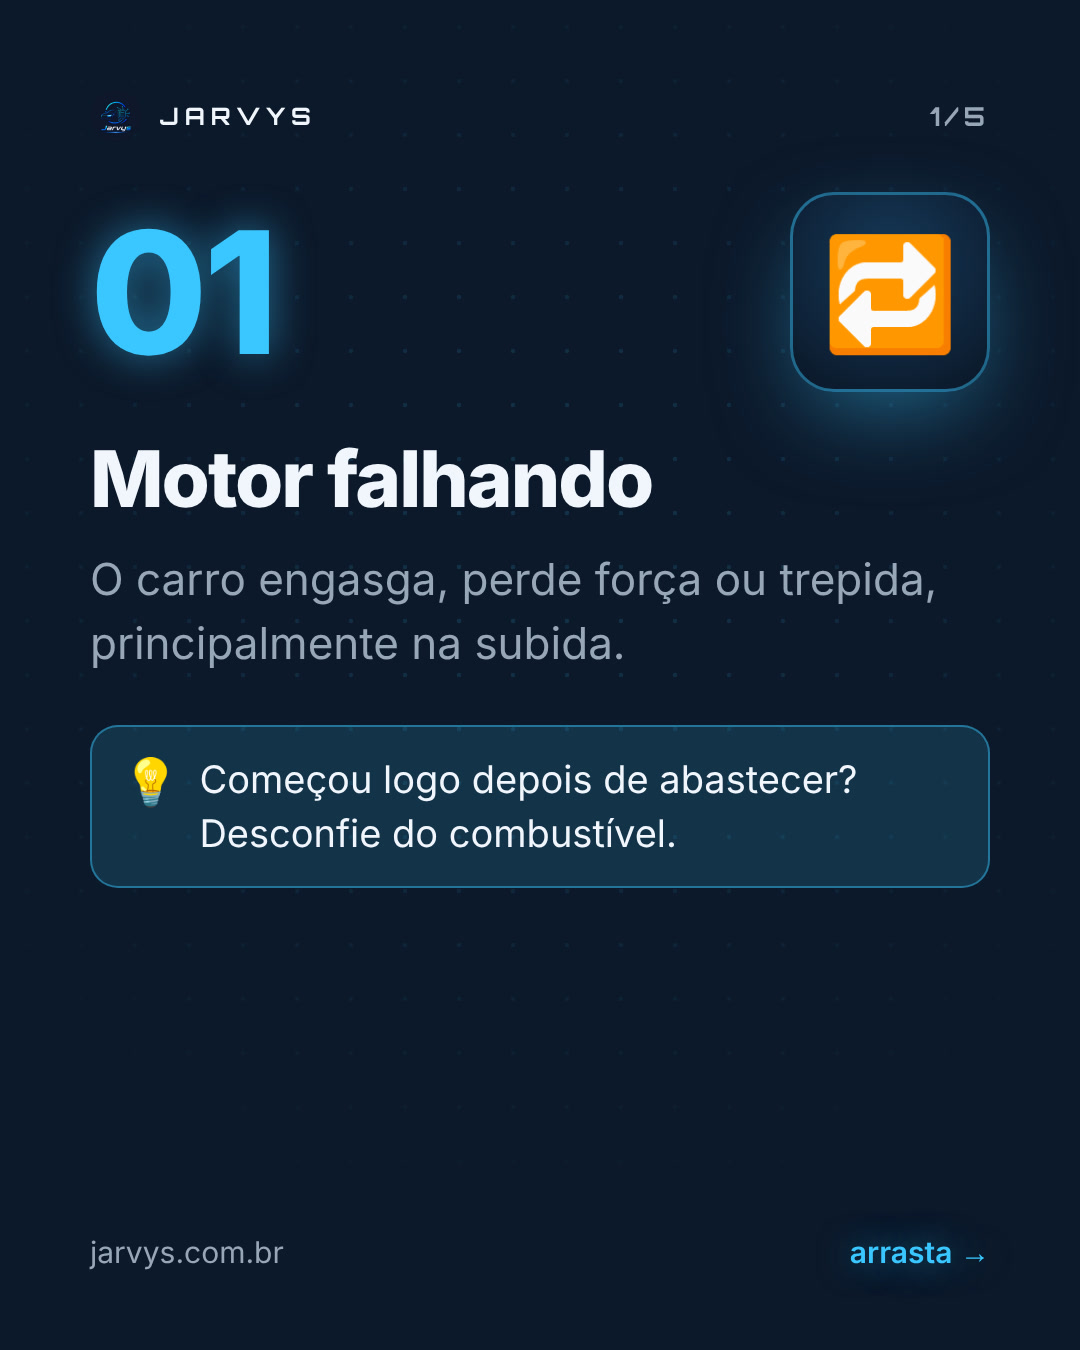 Jarvys
JARVYS
1/5
01
Motor falhando
O carro engasga, perde força ou trepida,
principalmente na subida.
Começou logo depois de abastecer?
Desconfie do combustível.
jarvys.com.br
arrasta →